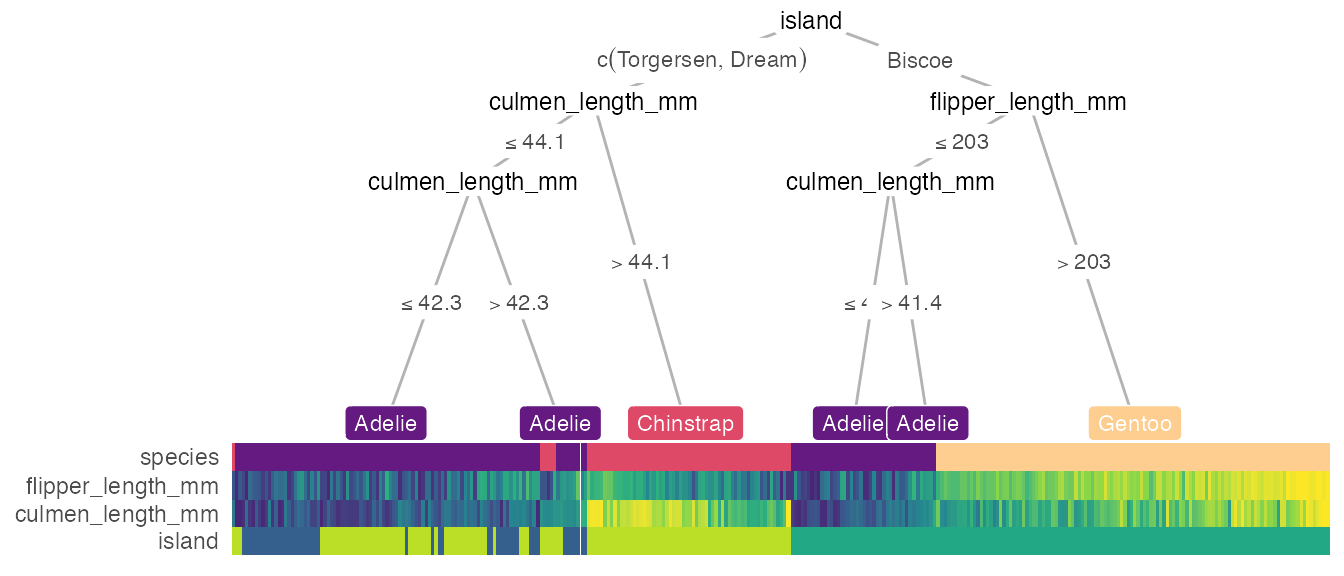 island
c(Torgersen, Dream)
Biscoe
culmen_length_mm
flipper_length_mm
≤ 44.1
≤ 203
culmen_length_mm
culmen_length_mm
> 44.1
> 203
≤ 42.3
> 42.3
≤
> 41.4
Adelie
Adelie
Chinstrap
Adelie
Adelie
Gentoo
species
flipper_length_mm
culmen_length_mm
island